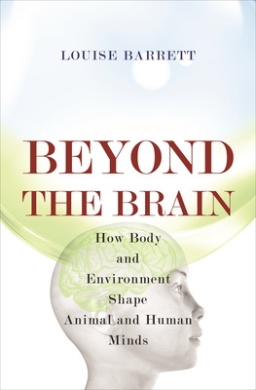 LOUISE BARRETT
BEYOND
THE BRAIN
How Body
and
Environment
Shape
Animal and Human
Minds